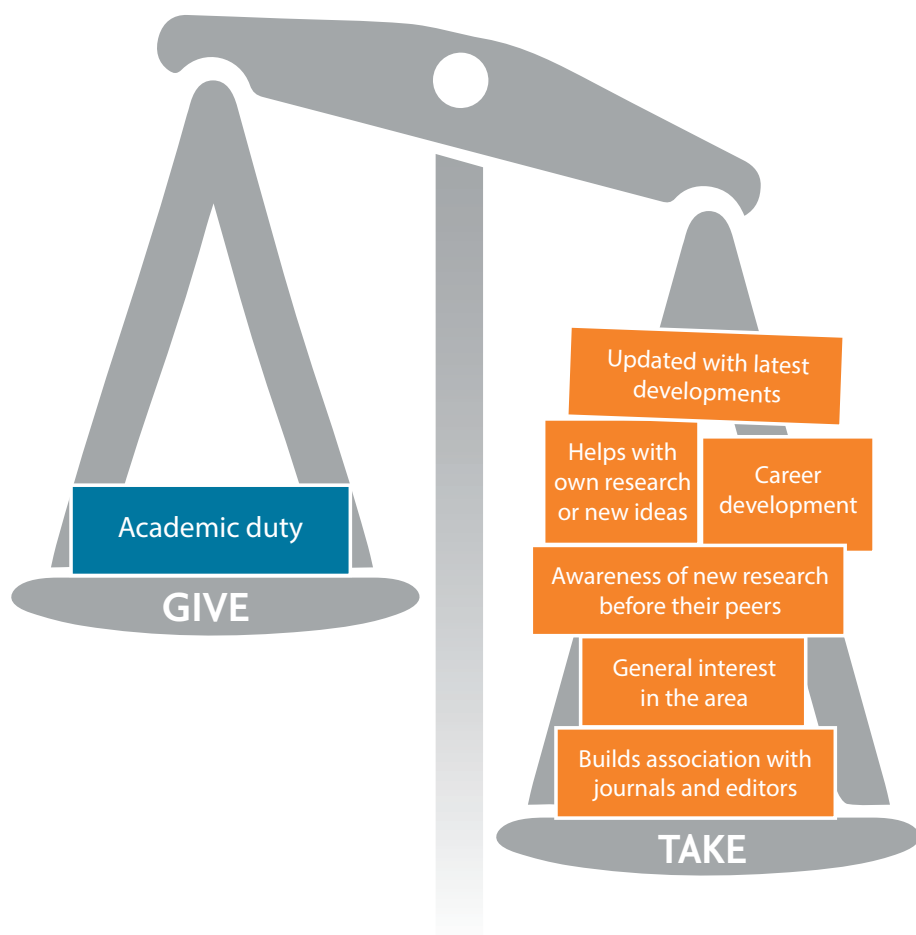 Academic duty
GIVE
Updated with latest
developments
Helps with
own research
or new ideas
Career
development
Awareness of new research
before their peers
General interest
in the area
Builds association with
journals and editors
TAKE